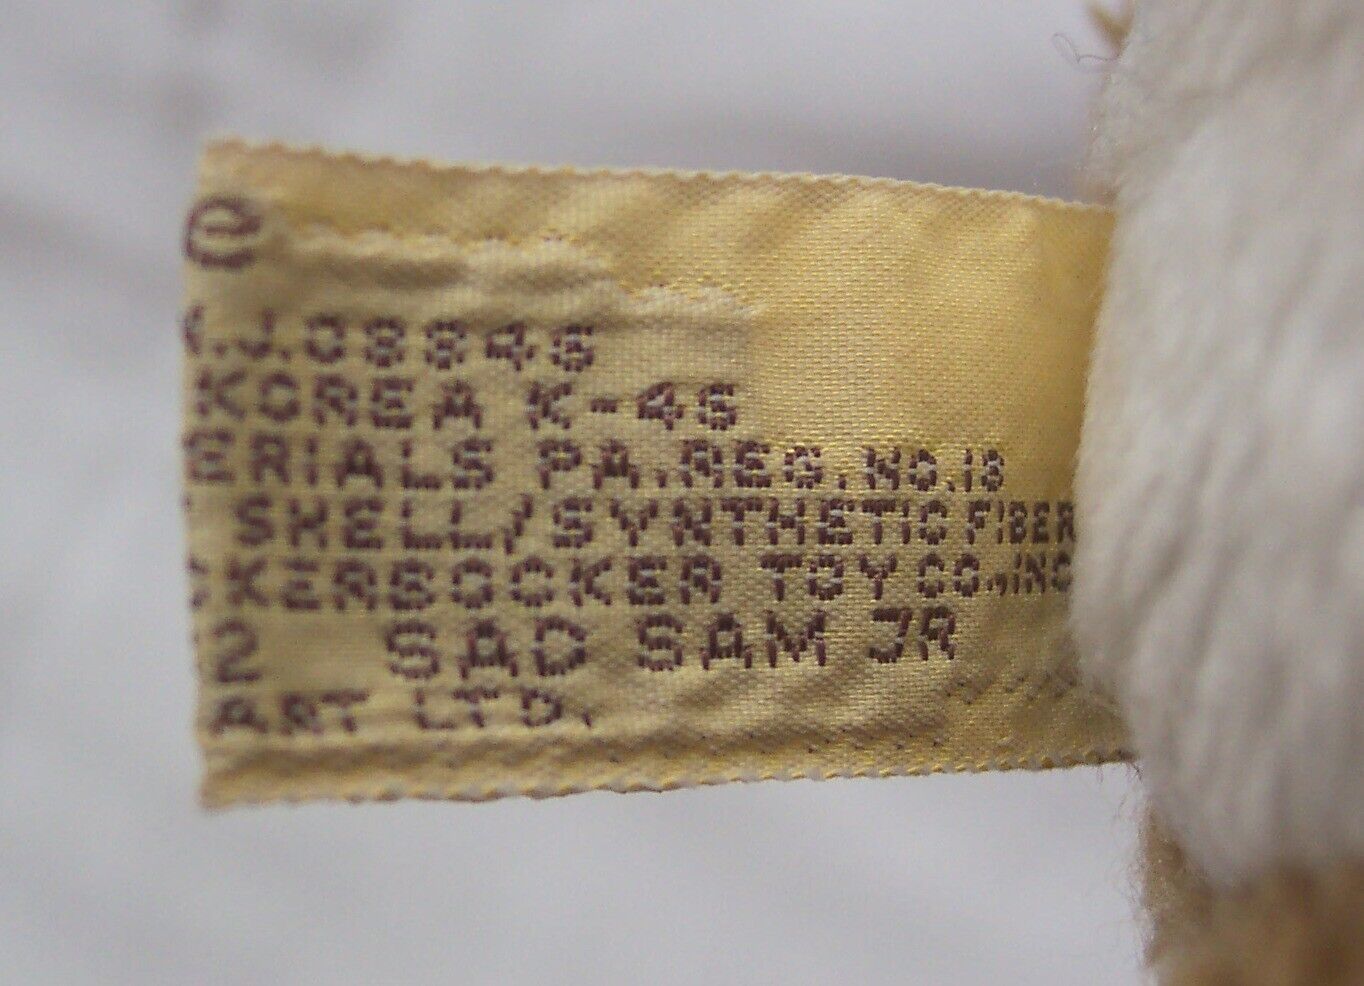 ®
.J.08846
KOREA K-46
ERIALS PA.REG.NO.18
SHELL/SYNTHETIC FIBER
KERBOCKER TOY CO.INC
2 SAD SAM JR
ART LTD.